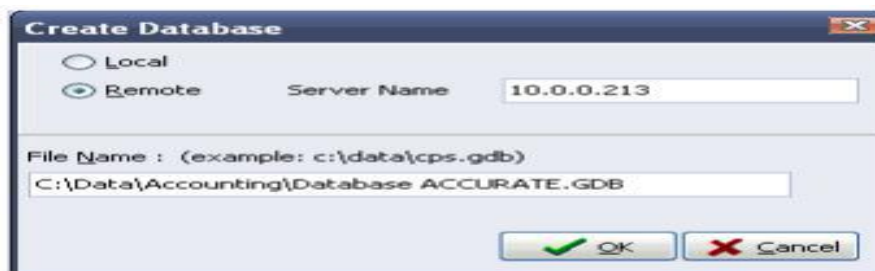 Create Database
Local
Remote Server Name 10.0.0.213
File Name : (example: c:\data\cps.gdb)
C:\Data\Accounting\Database ACCURATE.GDB
OK Cancel